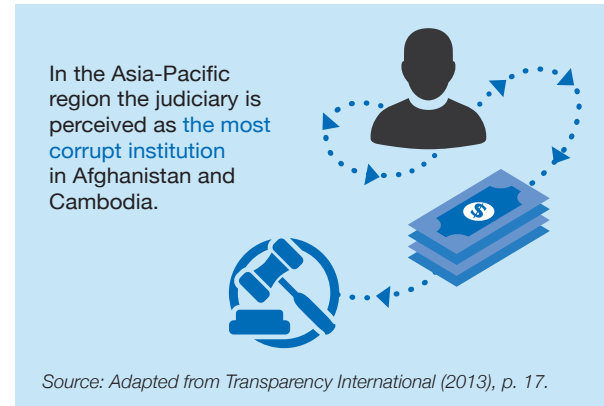 In the Asia-Pacific
region the judiciary is
perceived as the most
corrupt institution
in Afghanistan and
Cambodia.
$
Source: Adapted from Transparency International (2013), p. 17.